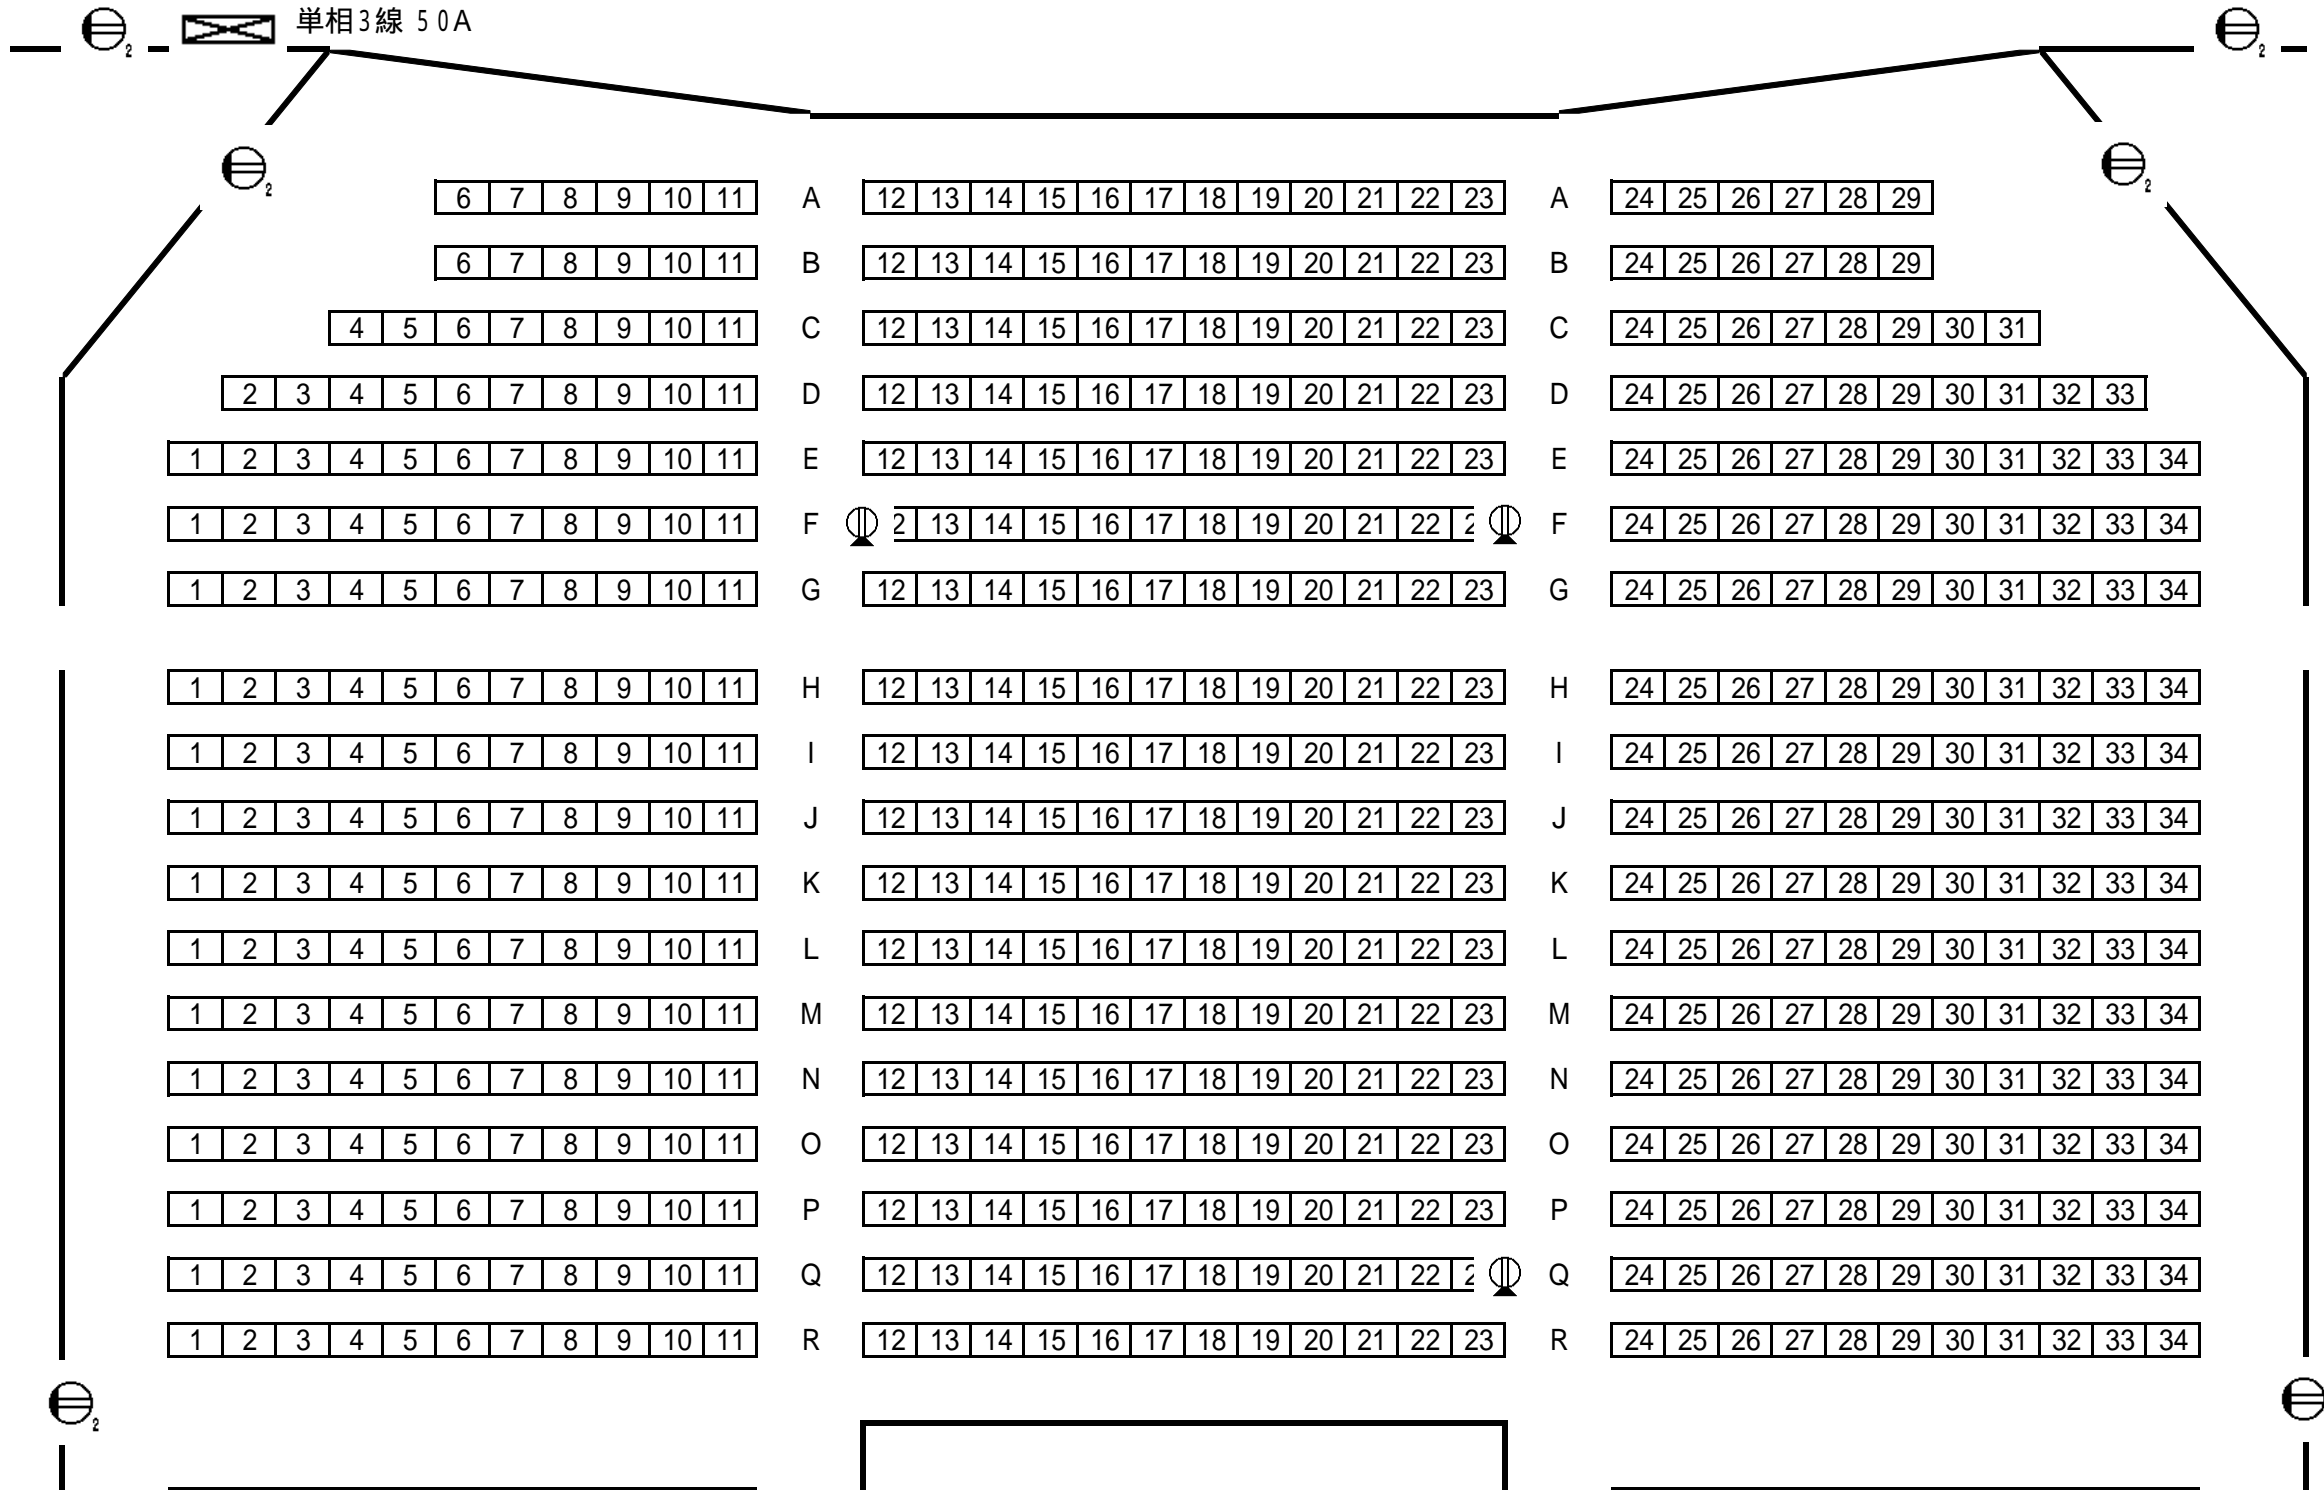 単相3線 50A
2 2
2 2
6 7 8 9 10 11 A 12 13 14 15 16 17 18 19 20 21 22 23 A 24 25 26 27 28 29
6 7 8 9 10 11 B 12 13 14 15 16 17 18 19 20 21 22 23 B 24 25 26 27 28 29
4 5 6 7 8 9 10 11 C 12 13 14 15 16 17 18 19 20 21 22 23 C 24 25 26 27 28 29 30 31
2 3 4 5 6 7 8 9 10 11 D 12 13 14 15 16 17 18 19 20 21 22 23 D 24 25 26 27 28 29 30 31 32 33
1 2 3 4 5 6 7 8 9 10 11 E 12 13 14 15 16 17 18 19 20 21 22 23 E 24 25 26 27 28 29 30 31 32 33 34
1 2 3 4 5 6 7 8 9 10 11 F 2 13 14 15 16 17 18 19 20 21 22 2 F 24 25 26 27 28 29 30 31 32 33 34
1 2 3 4 5 6 7 8 9 10 11 G 12 13 14 15 16 17 18 19 20 21 22 23 G 24 25 26 27 28 29 30 31 32 33 34
1 2 3 4 5 6 7 8 9 10 11 H 12 13 14 15 16 17 18 19 20 21 22 23 H 24 25 26 27 28 29 30 31 32 33 34
1 2 3 4 5 6 7 8 9 10 11 I 12 13 14 15 16 17 18 19 20 21 22 23 I 24 25 26 27 28 29 30 31 32 33 34
1 2 3 4 5 6 7 8 9 10 11 J 12 13 14 15 16 17 18 19 20 21 22 23 J 24 25 26 27 28 29 30 31 32 33 34
1 2 3 4 5 6 7 8 9 10 11 K 12 13 14 15 16 17 18 19 20 21 22 23 K 24 25 26 27 28 29 30 31 32 33 34
1 2 3 4 5 6 7 8 9 10 11 L 12 13 14 15 16 17 18 19 20 21 22 23 L 24 25 26 27 28 29 30 31 32 33 34
1 2 3 4 5 6 7 8 9 10 11 M 12 13 14 15 16 17 18 19 20 21 22 23 M 24 25 26 27 28 29 30 31 32 33 34
1 2 3 4 5 6 7 8 9 10 11 N 12 13 14 15 16 17 18 19 20 21 22 23 N 24 25 26 27 28 29 30 31 32 33 34
1 2 3 4 5 6 7 8 9 10 11 O 12 13 14 15 16 17 18 19 20 21 22 23 O 24 25 26 27 28 29 30 31 32 33 34
1 2 3 4 5 6 7 8 9 10 11 P 12 13 14 15 16 17 18 19 20 21 22 23 P 24 25 26 27 28 29 30 31 32 33 34
1 2 3 4 5 6 7 8 9 10 11 Q 12 13 14 15 16 17 18 19 20 21 22 2 Q 24 25 26 27 28 29 30 31 32 33 34
1 2 3 4 5 6 7 8 9 10 11 R 12 13 14 15 16 17 18 19 20 21 22 23 R 24 25 26 27 28 29 30 31 32 33 34
2